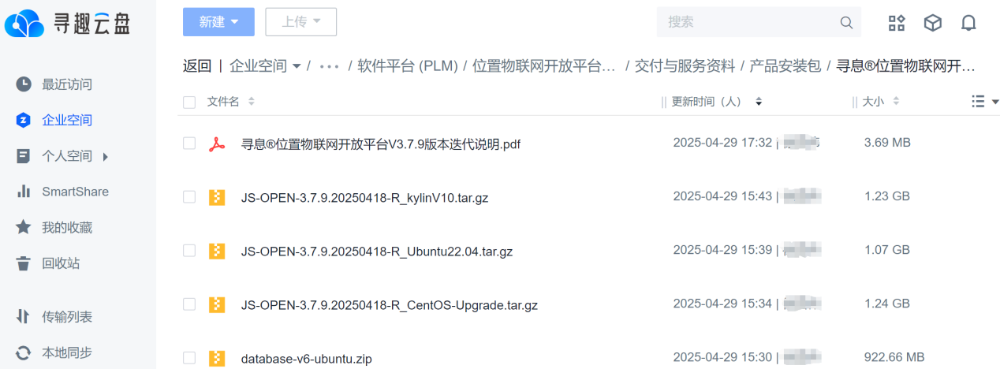 寻趣云盘
新建
上传
搜索
返回 | 企业空间 / ··· / 软件平台 (PLM) / 位置物联网开放平台… / 交付与服务资料 / 产品安装包 / 寻息®位置物联网开…
最近访问
企业空间
个人空间
SmartShare
我的收藏
回收站
传输列表
本地同步
文件名 更新时间（人） 大小
寻息®位置物联网开放平台V3.7.9版本迭代说明.pdf 2025-04-29 17:32 | 3.69 MB
JS-OPEN-3.7.9.20250418-R_kylinV10.tar.gz 2025-04-29 15:43 | 1.23 GB
JS-OPEN-3.7.9.20250418-R_Ubuntu22.04.tar.gz 2025-04-29 15:39 | 1.07 GB
JS-OPEN-3.7.9.20250418-R_CentOS-Upgrade.tar.gz 2025-04-29 15:34 | 1.24 GB
database-v6-ubuntu.zip 2025-04-29 15:30 | 922.66 MB